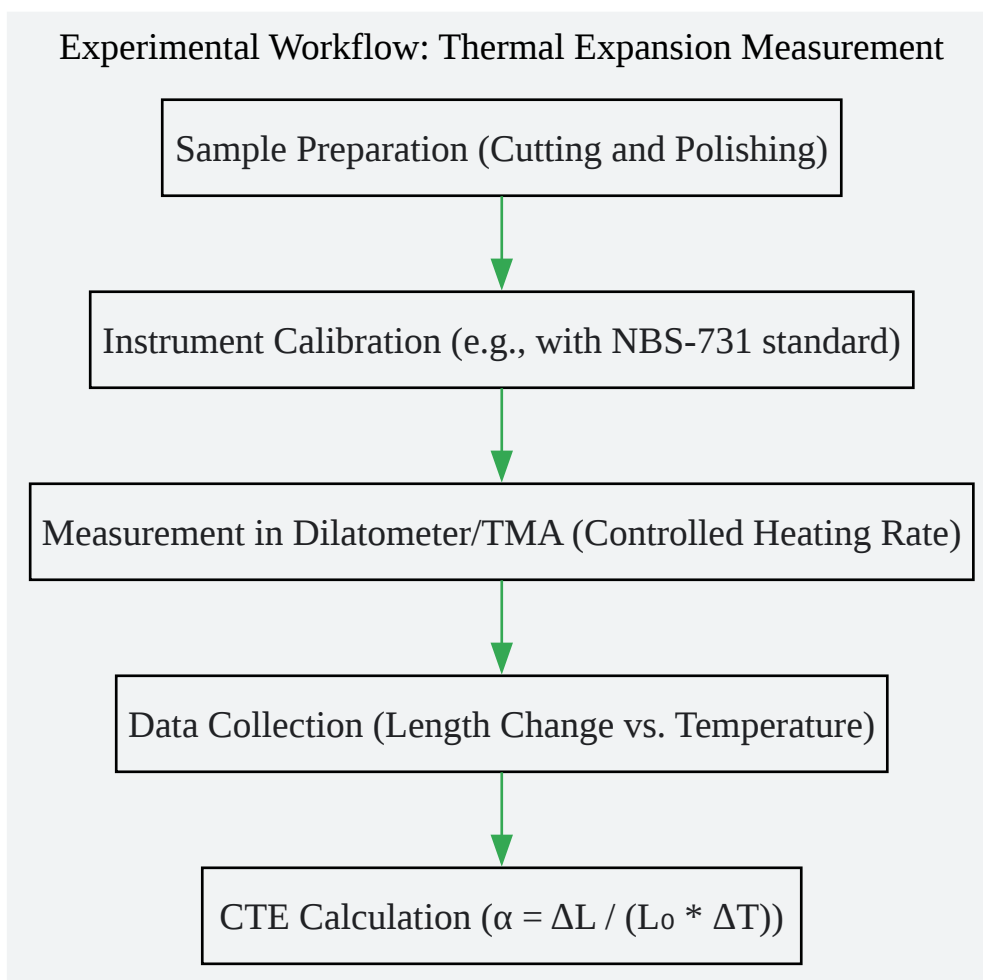 Experimental Workflow: Thermal Expansion Measurement
Sample Preparation (Cutting and Polishing)
Instrument Calibration (e.g., with NBS-731 standard)
Measurement in Dilatometer/TMA (Controlled Heating Rate)
Data Collection (Length Change vs. Temperature)
CTE Calculation (α = ΔL / (L₀ * ΔT))